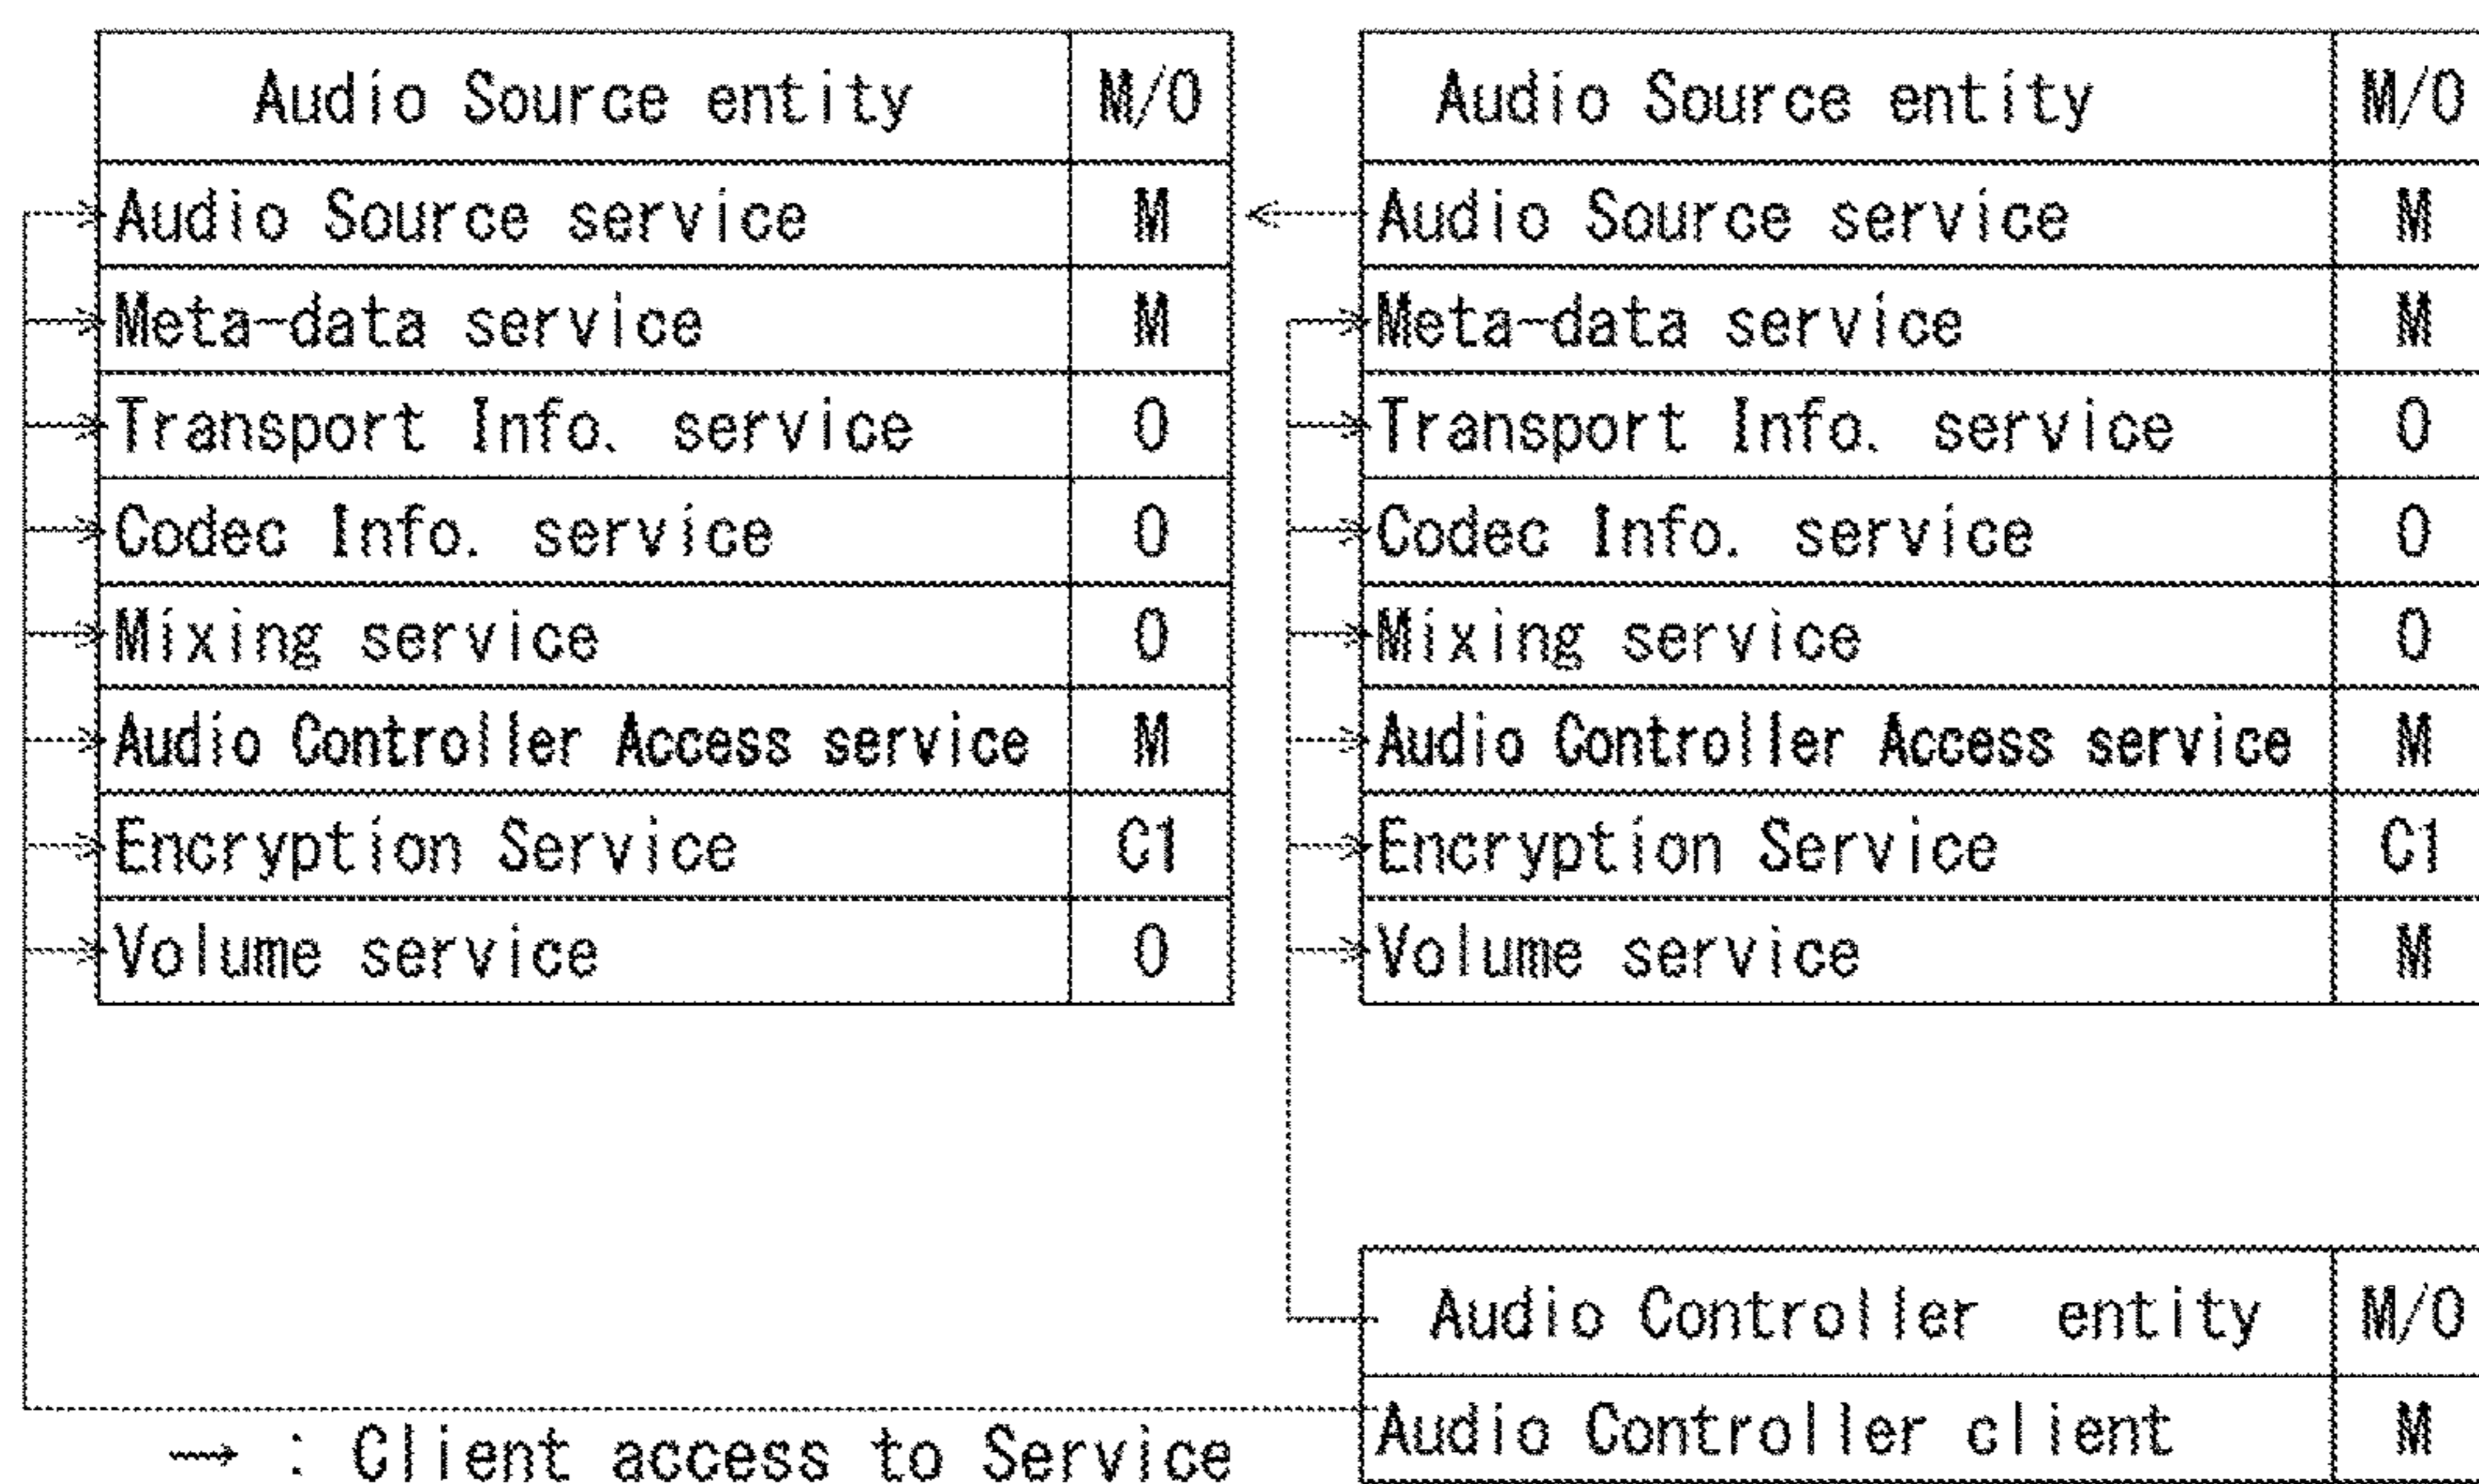 Audio Source entity M/O
Audio Source service M
Meta-data service M
Transport Info. service O
Codec Info. service O
Mixing service O
Audio Controller Access service M
Encryption Service C1
Volume service O
Audio Source entity M/O
Audio Source service M
Meta-data service M
Transport Info. service O
Codec Info. service O
Mixing service O
Audio Controller Access service M
Encryption Service C1
Volume service M
Audio Controller entity M/O
Audio Controller client M
→ : Client access to Service